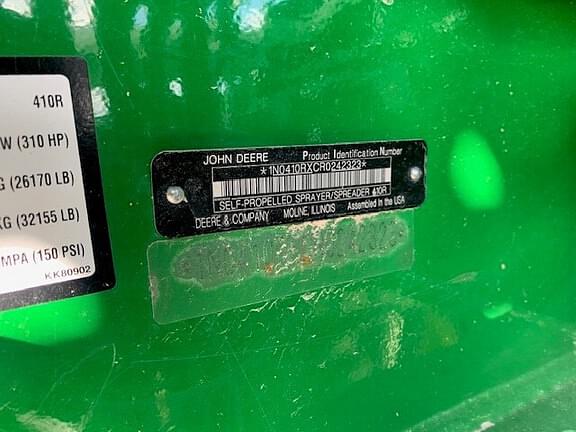 410R
W (310 HP)
G (26170 LB)
KG (32155 LB)
MPA (150 PSI)
KK80902
JOHN DEERE Product Identification Number
*1N0410RXCR0242323*
SELF-PROPELLED SPRAYER/SPREADER 410R
DEERE & COMPANY MOLINE, ILLINOIS Assembled in the USA